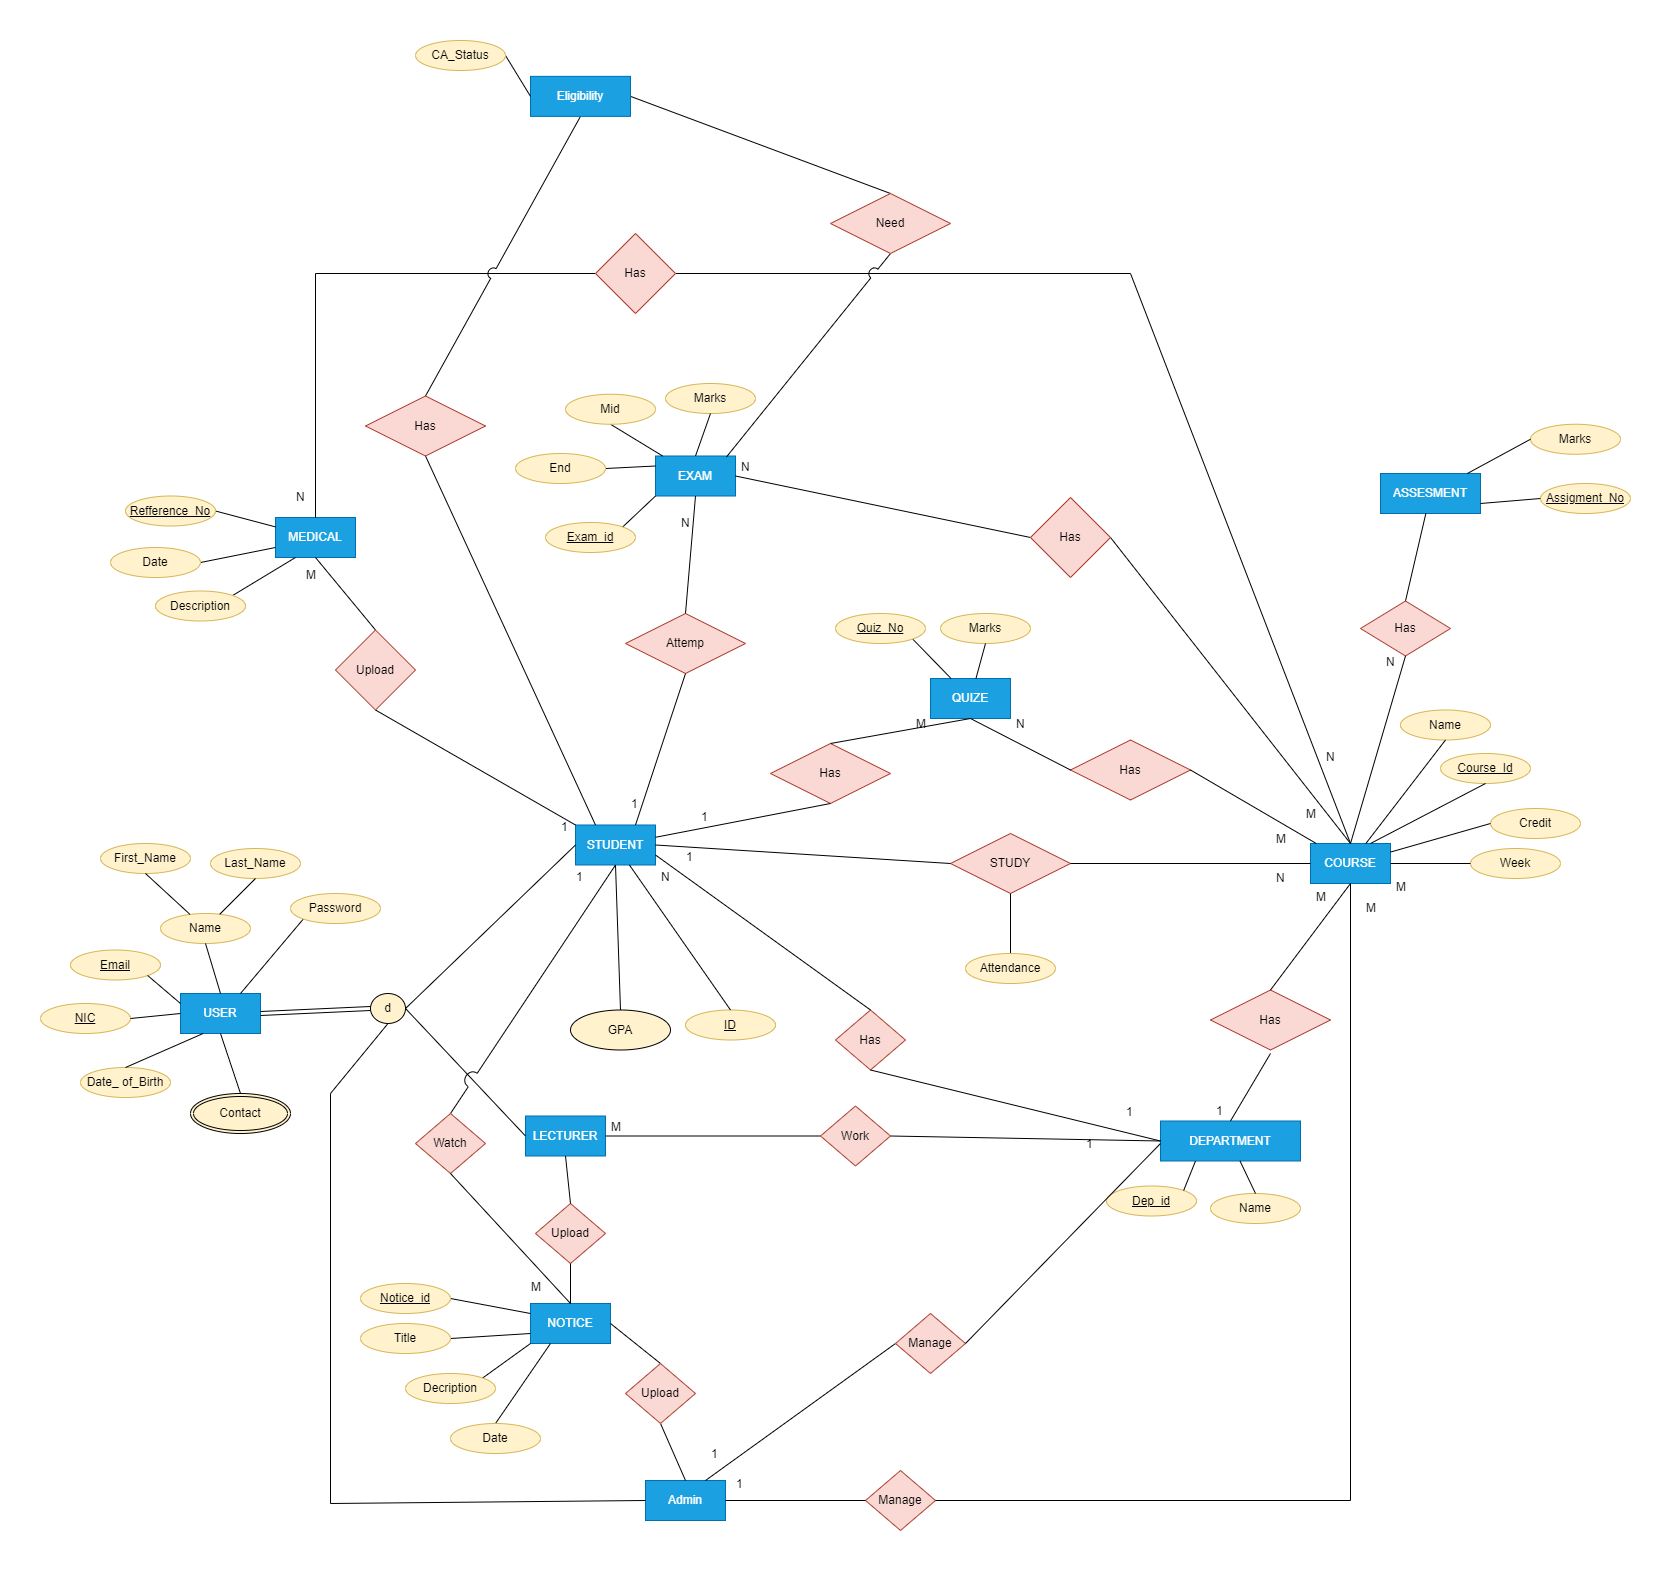 CA_Status
Eligibility
Need
Has
Marks
Mid
Has
Marks
End
EXAM
N
Assigment_No
ASSESMENT
N
Refference_No
N
Exam_id
Has
MEDICAL
Date
M
Description
Quiz_No
Marks
Has
Attemp
N
Upload
QUIZE
M
N
Name
N
Has
Has
Course_Id
1
M
1
1
Credit
M
STUDENT
1
STUDY
COURSE
Week
First_Name
Last_Name
1
N
N
M
M
M
Password
Name
Email
Attendance
USER
d
NIC
GPA
ID
Has
Has
Date_ of_Birth
Contact
1
1
M
LECTURER
Work
Watch
1
DEPARTMENT
Dep_id
Name
Upload
M
Notice_id
NOTICE
Title
Manage
Decription
Upload
Date
1
1
Admin
Manage